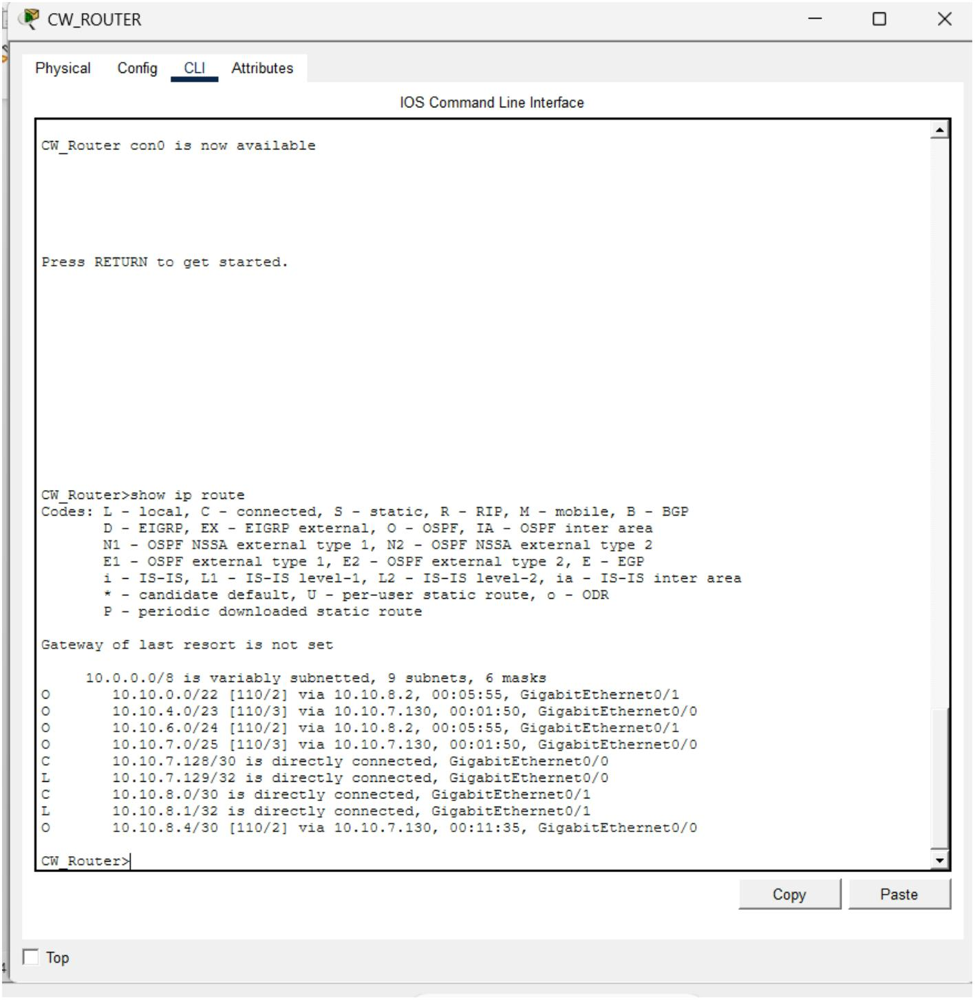 CW_ROUTER
Physical Config CLI Attributes
IOS Command Line Interface
CW_Router con0 is now available
Press RETURN to get started.
CW_Router>show ip route
Codes: L - local, C - connected, S - static, R - RIP, M - mobile, B - BGP
D - EIGRP, EX - EIGRP external, O - OSPF, IA - OSPF inter area
N1 - OSPF NSSA external type 1, N2 - OSPF NSSA external type 2
E1 - OSPF external type 1, E2 - OSPF external type 2, E - EGP
i - IS-IS, L1 - IS-IS level-1, L2 - IS-IS level-2, ia - IS-IS inter area
* - candidate default, U - per-user static route, o - ODR
P - periodic downloaded static route
Gateway of last resort is not set
10.0.0.0/8 is variably subnetted, 9 subnets, 6 masks
O 10.10.0.0/22 [110/2] via 10.10.8.2, 00:05:55, GigabitEthernet0/1
O 10.10.4.0/23 [110/3] via 10.10.7.130, 00:01:50, GigabitEthernet0/0
O 10.10.6.0/24 [110/2] via 10.10.8.2, 00:05:55, GigabitEthernet0/1
O 10.10.7.0/25 [110/3] via 10.10.7.130, 00:01:50, GigabitEthernet0/0
C 10.10.7.128/30 is directly connected, GigabitEthernet0/0
L 10.10.7.129/32 is directly connected, GigabitEthernet0/0
C 10.10.8.0/30 is directly connected, GigabitEthernet0/1
L 10.10.8.1/32 is directly connected, GigabitEthernet0/1
O 10.10.8.4/30 [110/2] via 10.10.7.130, 00:11:35, GigabitEthernet0/0
CW_Router>
Copy Paste
Top